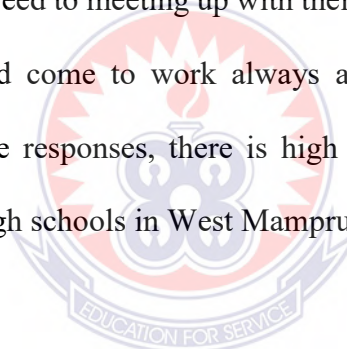 eed to meeting up with then
d come to work always a
e responses, there is high
gh schools in West Mampru
EDUCATION FOR SERVICE